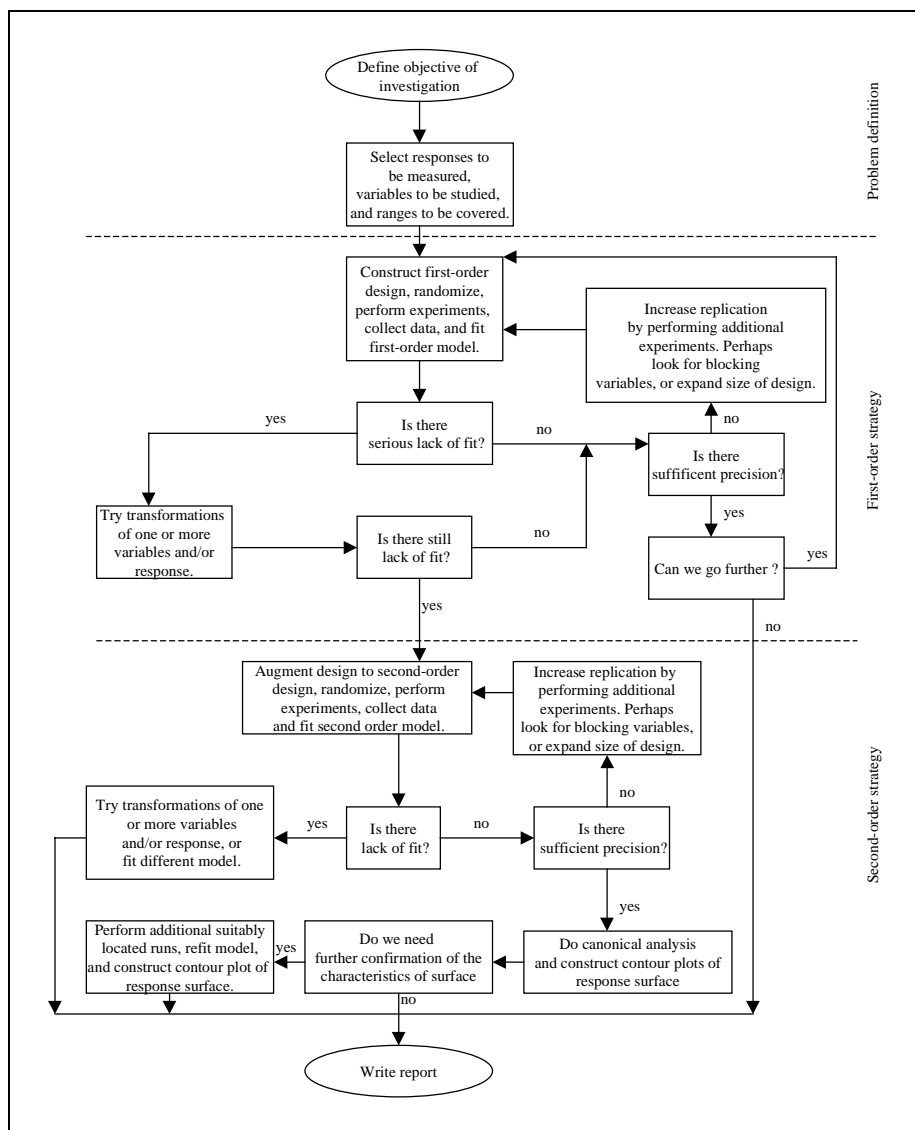 Define objective of
investigation
Problem definition
Select responses to
be measured,
variables to be studied,
and ranges to be covered.
Construct first-order
design, randomize,
perform experiments,
collect data, and fit
first-order model.
Increase replication
by performing additional
experiments. Perhaps
look for blocking
variables, or expand size of design.
First-order strategy
yes
Is there
serious lack of fit?
no
no
Is there
suffificent precision?
Try transformations
of one or more
variables and/or
response.
Is there still
lack of fit?
no
yes
Can we go further ?
yes
yes
no
Augment design to second-order
design, randomize, perform
experiments, collect data
and fit second order model.
Increase replication by
performing additional
experiments. Perhaps
look for blocking variables,
or expand size of design.
Second-order strategy
Try transformations of one
or more variables
and/or response, or
fit different model.
yes
Is there
lack of fit?
no
no
Is there
sufficient precision?
yes
Perform additional suitably
located runs, refit model,
and construct contour plot of
response surface.
yes
Do we need
further confirmation of the
characteristics of surface
Do canonical analysis
and construct contour plots of
response surface
no
Write report